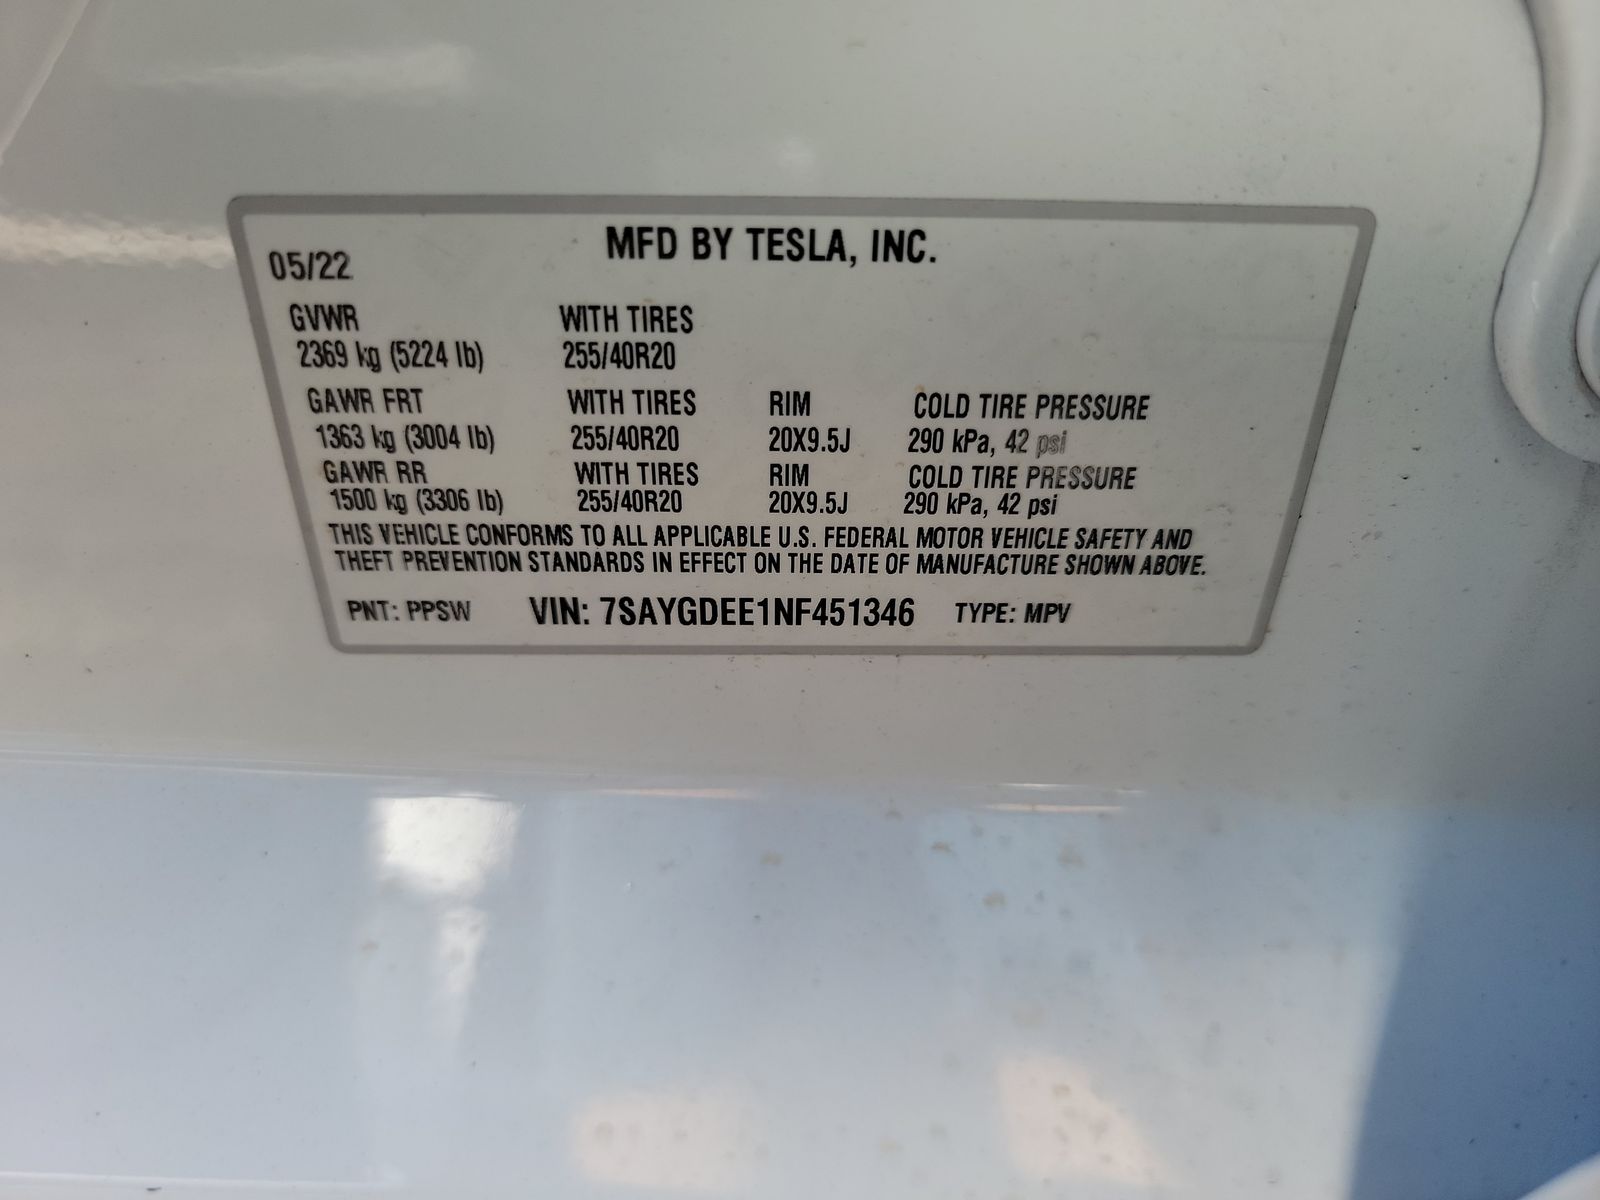 MFD BY TESLA, INC.
05/22
GVWR WITH TIRES
2369 kg (5224 lb) 255/40R20
GAWR FRT WITH TIRES RIM COLD TIRE PRESSURE
1363 kg (3004 lb) 255/40R20 20X9.5J 290 kPa, 42 psi
GAWR RR WITH TIRES RIM COLD TIRE PRESSURE
1500 kg (3306 lb) 255/40R20 20X9.5J 290 kPa, 42 psi
THIS VEHICLE CONFORMS TO ALL APPLICABLE U.S. FEDERAL MOTOR VEHICLE SAFETY AND
THEFT PREVENTION STANDARDS IN EFFECT ON THE DATE OF MANUFACTURE SHOWN ABOVE.
PNT: PPSW VIN: 7SAYGDEE1NF451346 TYPE: MPV